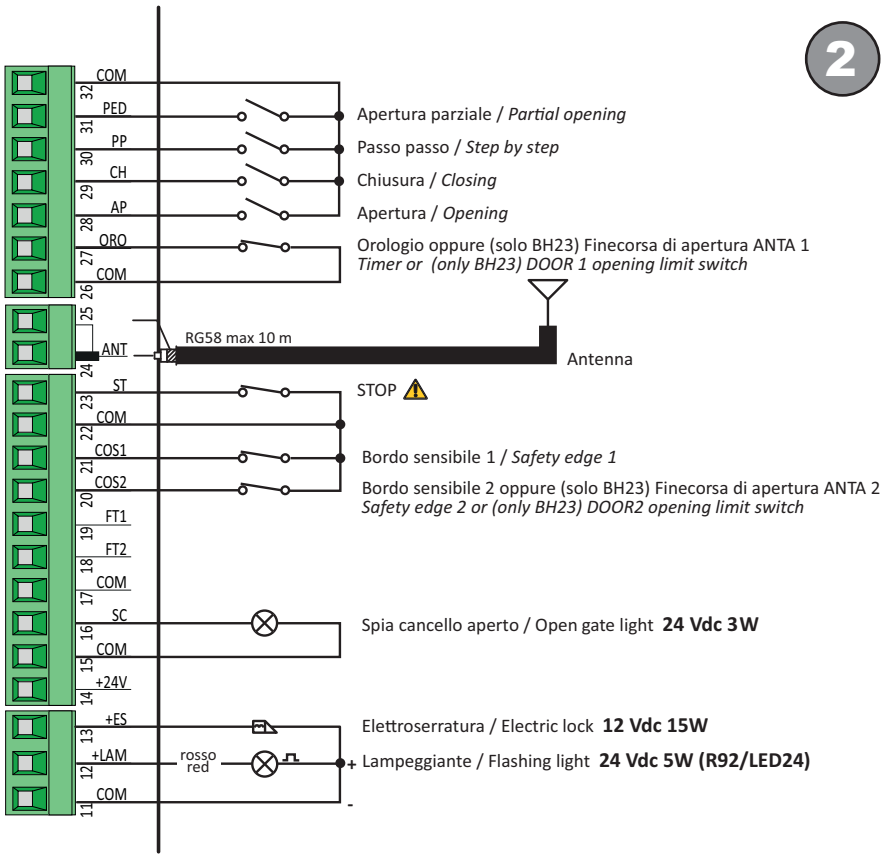 2
32 COM
31 PED
Apertura parziale / Partial opening
30 PP
Passo passo / Step by step
29 CH
Chiusura / Closing
28 AP
Apertura / Opening
27 ORO
Orologio oppure (solo BH23) Finecorsa di apertura ANTA 1
Timer or (only BH23) DOOR 1 opening limit switch
26 COM
25
RG58 max 10 m
24 ANT
Antenna
23 ST
STOP
22 COM
21 COS1
Bordo sensibile 1 / Safety edge 1
20 COS2
Bordo sensibile 2 oppure (solo BH23) Finecorsa di apertura ANTA 2
Safety edge 2 or (only BH23) DOOR2 opening limit switch
19 FT1
18 FT2
17 COM
16 SC
Spia cancello aperto / Open gate light 24 Vdc 3W
15 COM
14 +24V
13 +ES
Elettroserratura / Electric lock 12 Vdc 15W
12 +LAM
rosso
red
+ Lampeggiante / Flashing light 24 Vdc 5W (R92/LED24)
11 COM
-